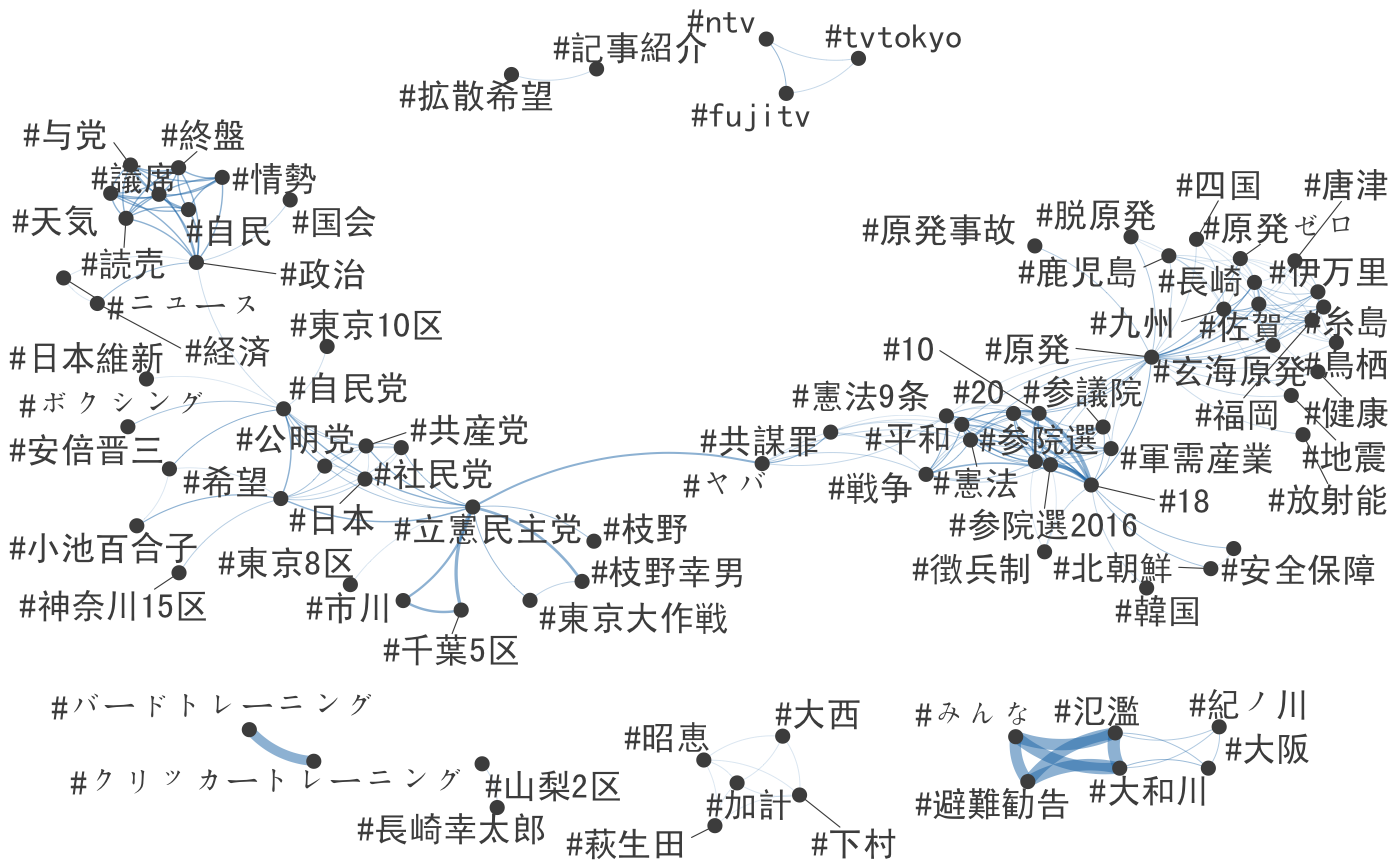 #ntv
#記事紹介
#tvtokyo
#拡散希望
#fujitv
#与党
#終盤
#議席
#情勢
#天気
#国会
#自民
#読売
#政治
#ニュース
#経済
#四国
#唐津
#脱原発
#原発ゼロ
#原発事故
#鹿児島
#長崎
#伊万里
#九州
#佐賀
#糸島
#東京10区
#日本維新
#10
#原発
#玄海原発
#鳥栖
#自民党
#ボクシング
#憲法9条
#20
#参議院
#福岡
#健康
#安倍晋三
#公明党
#共産党
#共謀罪
#平和
#参院選
#軍需産業
#地震
#希望
#社民党
#ヤバ
#戦争
#憲法
#18
#放射能
#日本
#立憲民主党
#枝野
#参院選2016
#小池百合子
#東京8区
#枝野幸男
#徴兵制
#北朝鮮
#安全保障
#神奈川15区
#市川
#東京大作戦
#韓国
#千葉5区
#バードトレーニング
#大西
#みんな
#氾濫
#紀ノ川
#昭恵
#大阪
#クリッカートレーニング
#山梨2区
#加計
#避難勧告
#大和川
#長崎幸太郎
#萩生田
#下村